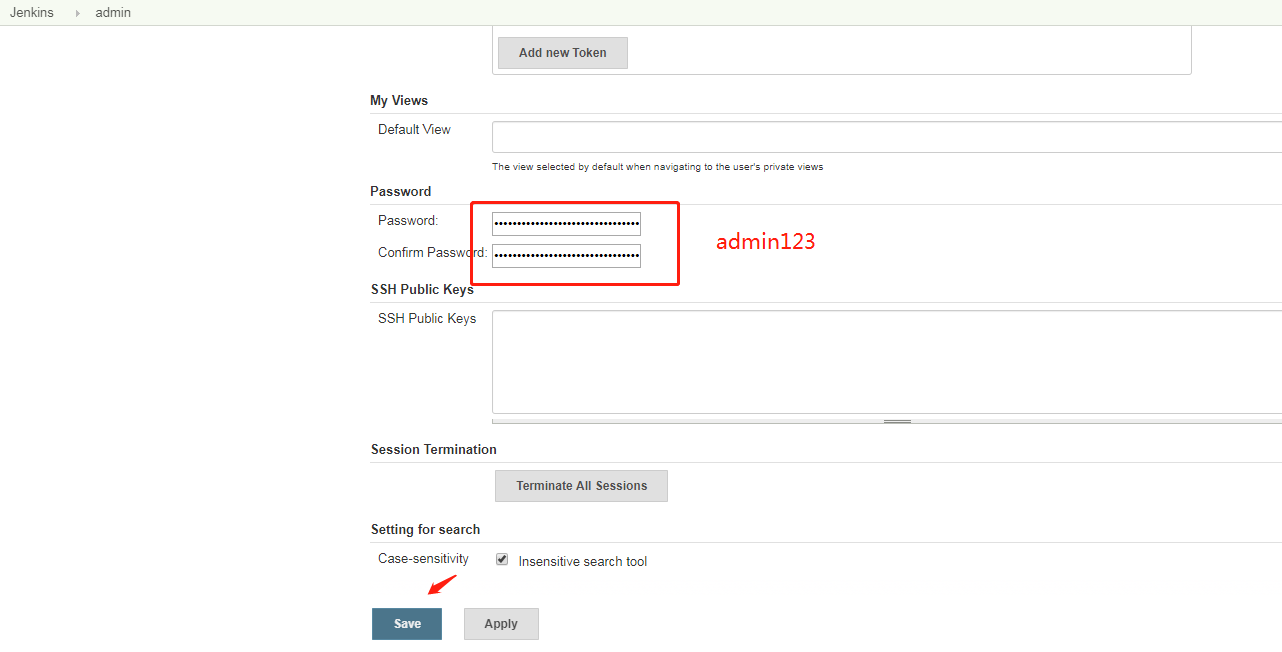 Jenkins admin
Add new Token
My Views
Default View
The view selected by default when navigating to the user's private views
Password
Password: ••••••••••••••••••••••••••••••••
Confirm Password: ••••••••••••••••••••••••••••••••
admin123
SSH Public Keys
SSH Public Keys
Session Termination
Terminate All Sessions
Setting for search
Case-sensitivity Insensitive search tool
Save Apply